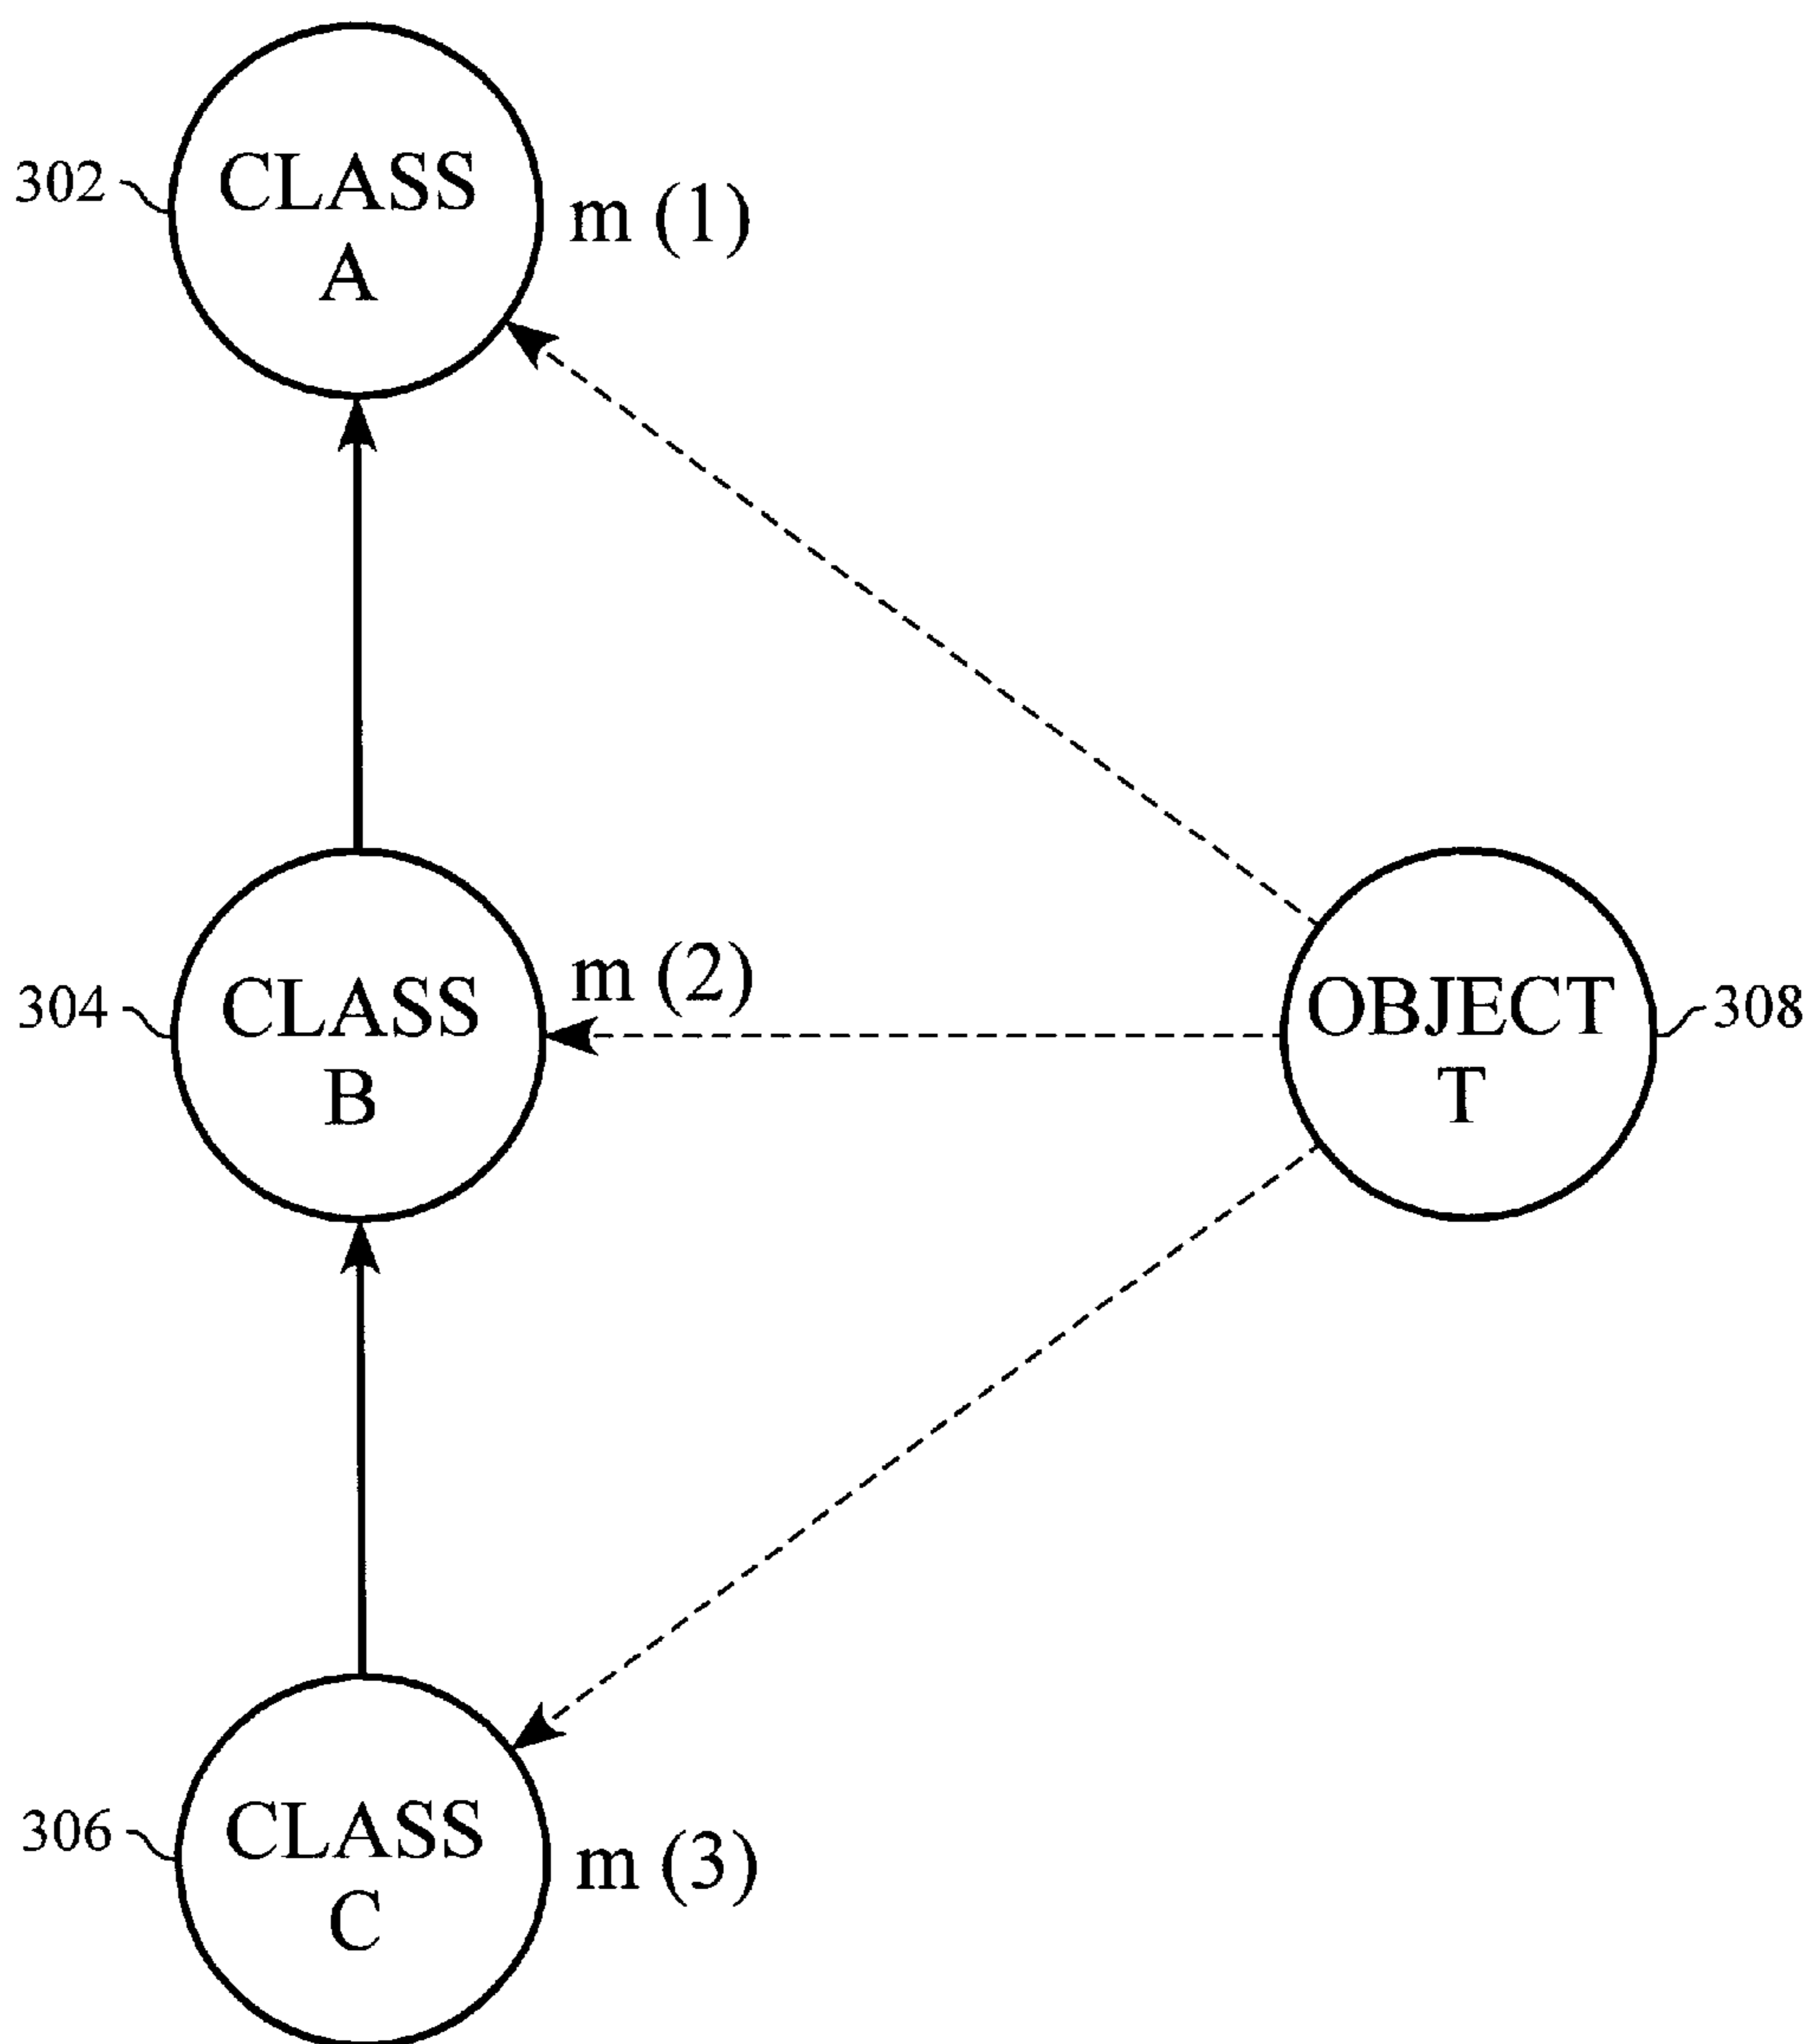 302
CLASS
A
m (1)
304
CLASS
B
m (2)
OBJECT
T
308
306
CLASS
C
m (3)